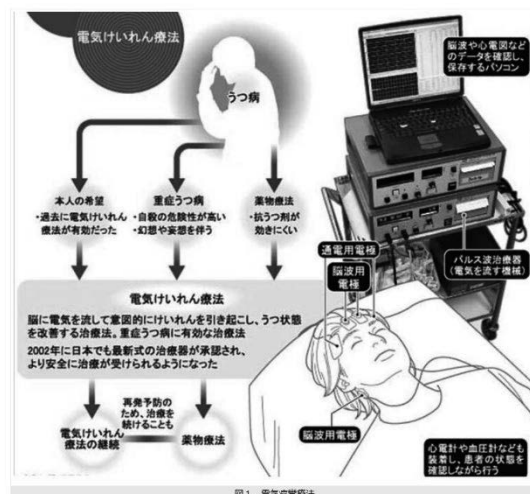 電気けいれん療法
うつ病
本人の希望
・過去に電気けいれん
療法が有効だった
重症うつ病
・自殺の危険性が高い
・幻想や妄想を伴う
薬物療法
・抗うつ剤が
効きにくい
電気けいれん療法
脳に電気を流して意図的にけいれんを引き起こし、うつ状態
を改善する治療法。重症うつ病に有効な治療法
2002年に日本でも最新式の治療器が承認され、
より安全に治療が受けられるようになった
再発予防の
ため、治療を
続けることも
電気けいれん
療法の継続
薬物療法
脳波や心電図など
のデータを確認し、
保存するパソコン
パルス波治療器
(電気を流す機械)
通電用電極
脳波用
電極
脳波用電極
心電計や血圧計なども
装着し、患者の状態を
確認しながら行う
図1 電気痙攣療法